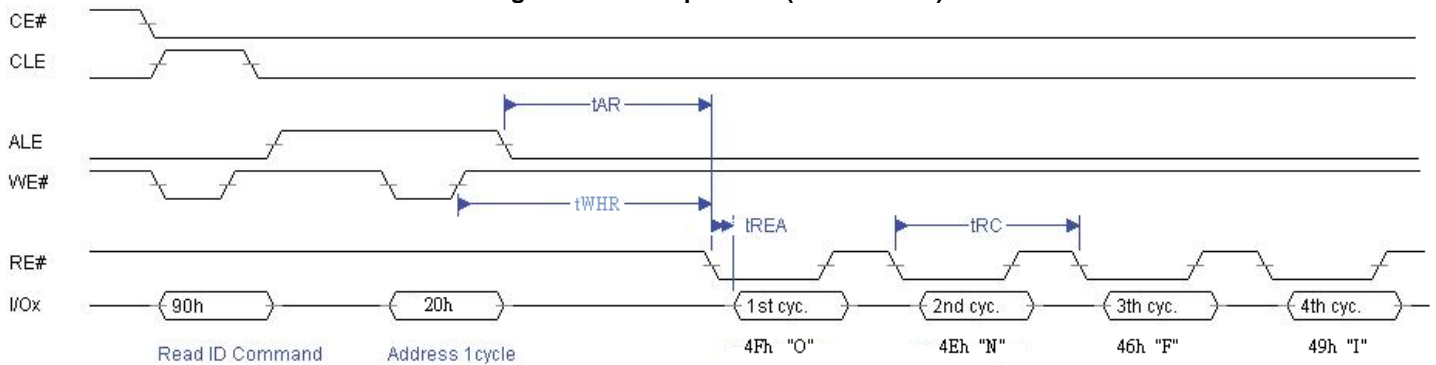 CE#
CLE
tAR
ALE
WE#
tWHR
tREA
tRC
RE#
I/Ox
90h
20h
1st cyc.
2nd cyc.
3th cyc.
4th cyc.
Read ID Command
Address 1cycle
4Fh "O"
4Eh "N"
46h "F"
49h "I"